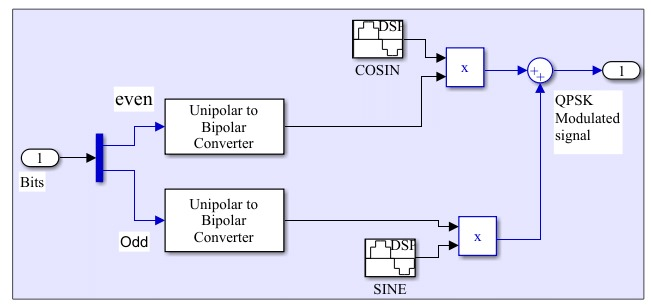 DSP
COSIN
x
even
Unipolar to
Bipolar
Converter
+
+
1
QPSK
Modulated
signal
1
Bits
Unipolar to
Bipolar
Converter
Odd
x
DSP
SINE